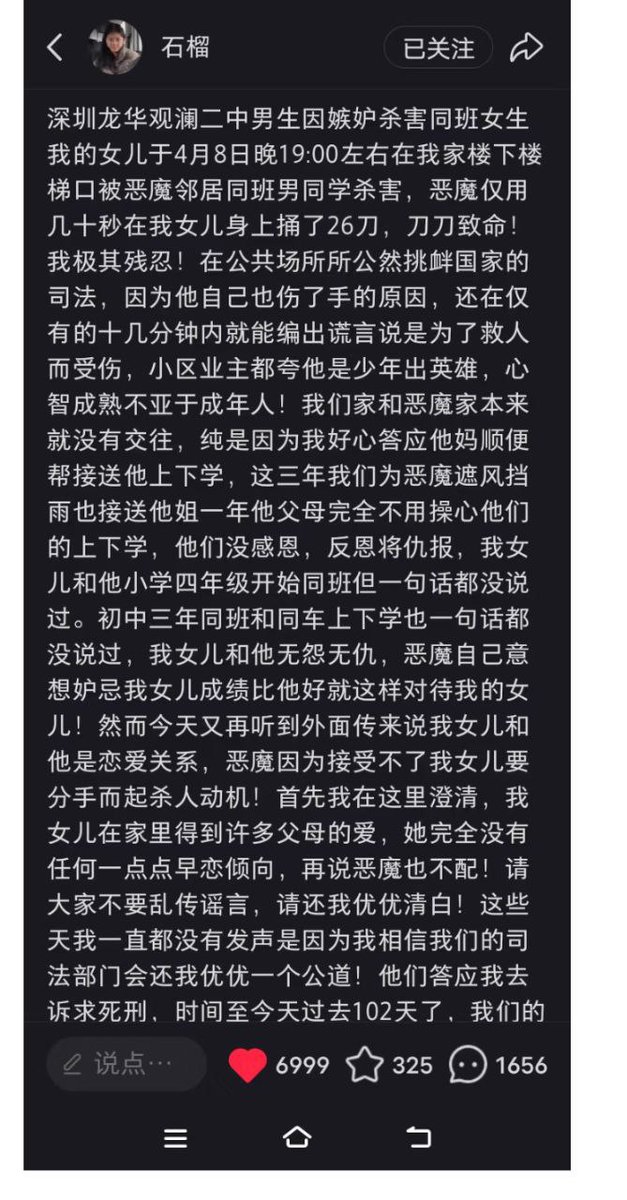 石榴
已关注
深圳龙华观澜二中男生因嫉妒杀害同班女生
我的女儿于4月8日晚19:00左右在我家楼下楼
梯口被恶魔邻居同班男同学杀害，恶魔仅用
几十秒在我女儿身上捅了26刀，刀刀致命！
我极其残忍！在公共场所所公然挑衅国家的
司法，因为他自己也伤了手的原因，还在仅
有的十几分钟内就能编出谎言说是为了救人
而受伤，小区业主都夸他是少年出英雄，心
智成熟不亚于成年人！我们家和恶魔家本来
就没有交往，纯是因为我好心答应他妈顺便
帮接送他上下学，这三年我们为恶魔遮风挡
雨也接送他姐一年他父母完全不用操心他们
的上下学，他们没感恩，反恩将仇报，我女
儿和他小学四年级开始同班但一句话都没说
过。初中三年同班和同车上下学也一句话都
没说过，我女儿和他无怨无仇，恶魔自己意
想妒忌我女儿成绩比他好就这样对待我的女
儿！然而今天又再听到外面传来说我女儿和
他是恋爱关系，恶魔因为接受不了我女儿要
分手而起杀人动机！首先我在这里澄清，我
女儿在家里得到许多父母的爱，她完全没有
任何一点点早恋倾向，再说恶魔也不配！请
大家不要乱传谣言，请还我优优清白！这些
天我一直都没有发声是因为我相信我们的司
法部门会还我优优一个公道！他们答应我去
诉求死刑，时间至今天过去102天了，我们的
说点… 6999 325 1656